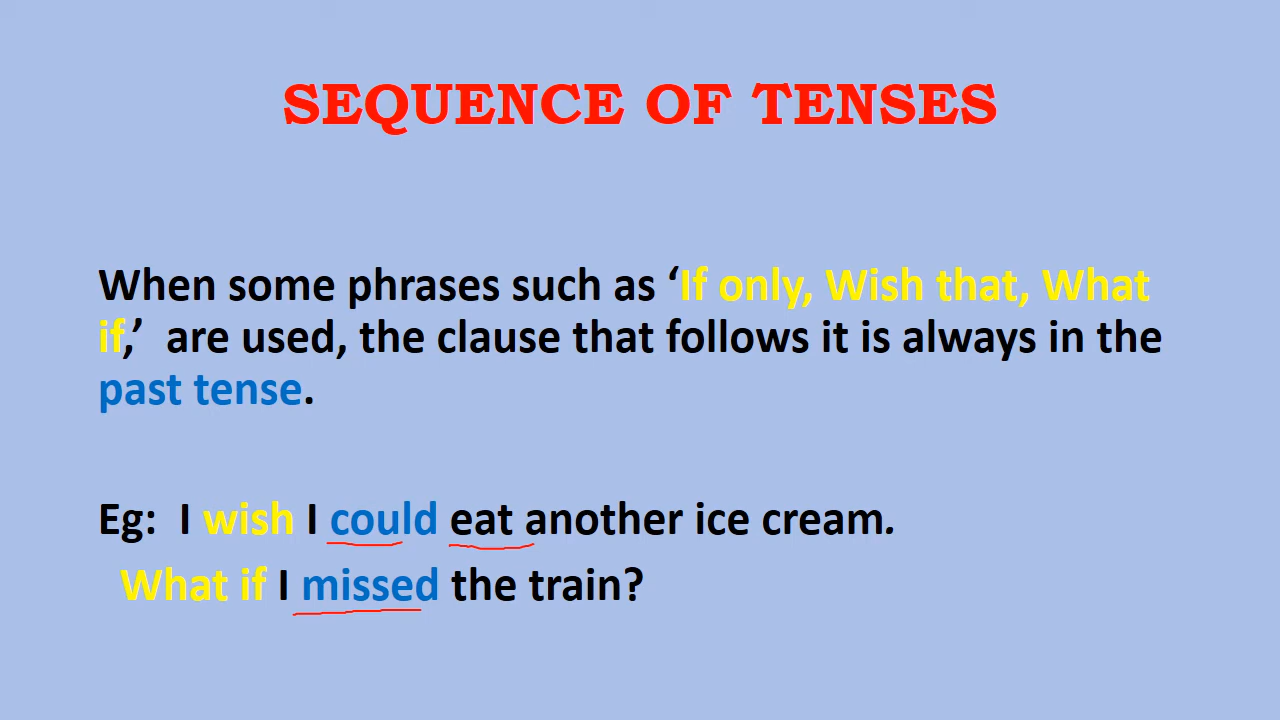 SEQUENCE OF TENSES
When some phrases such as ‘If only, Wish that, What
if,’ are used, the clause that follows it is always in the
past tense.
Eg: I wish I could eat another ice cream.
What if I missed the train?